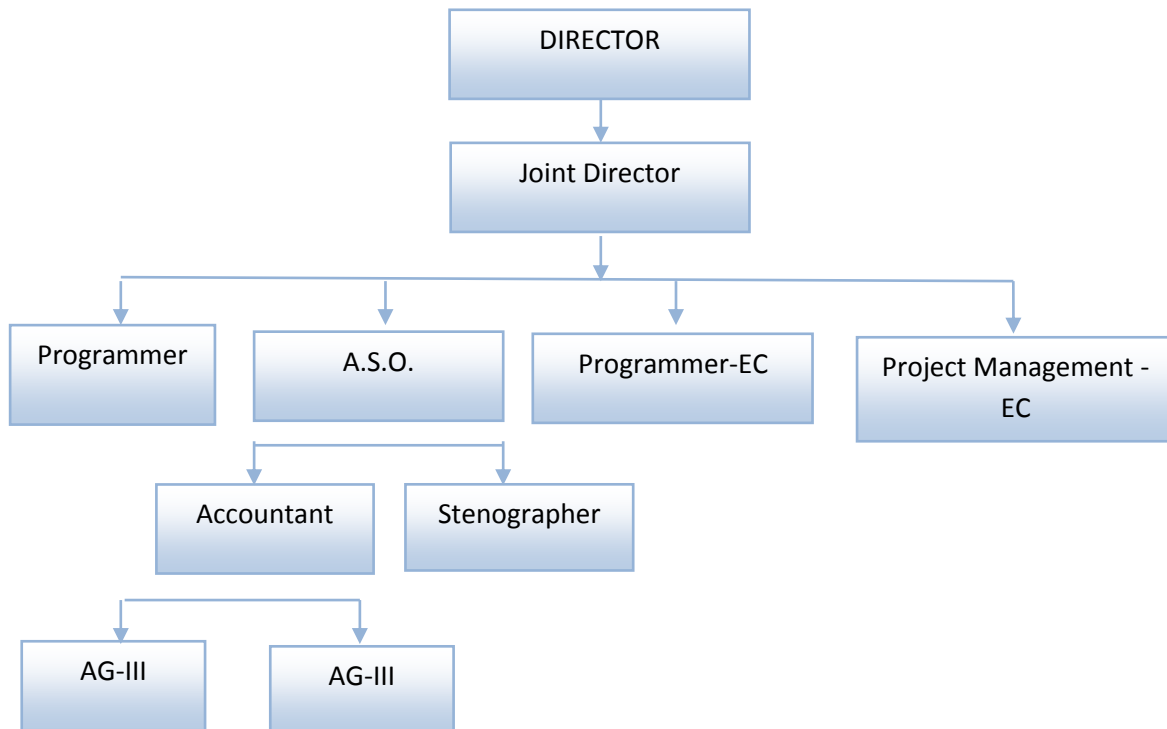 DIRECTOR
Joint Director
Programmer
A.S.O.
Programmer-EC
Project Management -
EC
Accountant
Stenographer
AG-III
AG-III